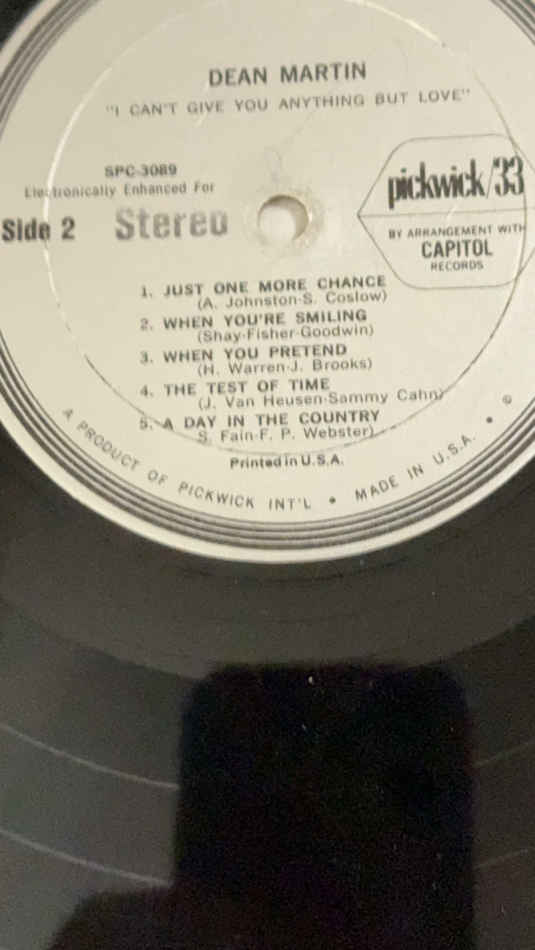 DEAN MARTIN
"I CAN'T GIVE YOU ANYTHING BUT LOVE"
SPC-3089
Electronically Enhanced For
Side 2 Stereo
pickwick/33
BY ARRANGEMENT WITH
CAPITOL
RECORDS
1. JUST ONE MORE CHANCE
(A. Johnston-S. Coslow)
2. WHEN YOU'RE SMILING
(Shay-Fisher-Goodwin)
3. WHEN YOU PRETEND
(H. Warren-J. Brooks)
4. THE TEST OF TIME
(J. Van Heusen-Sammy Cahn)
5. A DAY IN THE COUNTRY
S. Fain-F. P. Webster)
Printed in U.S.A.
A PRODUCT OF PICKWICK INT'L • MADE IN U.S.A. •